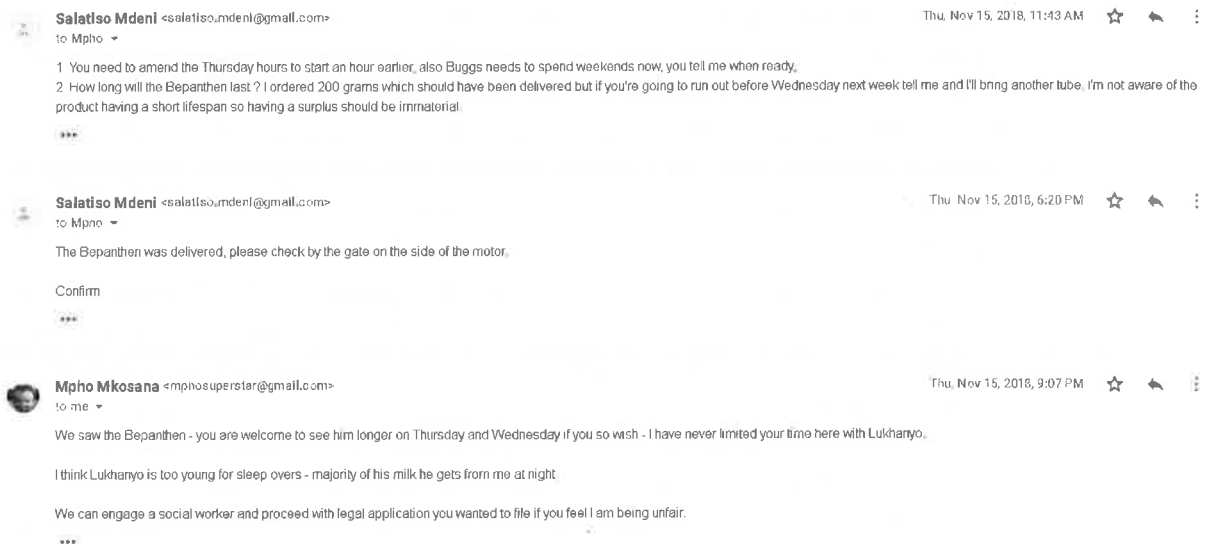 Salatiso Mdeni <salatiso.mdeni@gmail.com>
Thu, Nov 15, 2018, 11:43 AM
to Mpho
1 You need to amend the Thursday hours to start an hour earlier, also Buggs needs to spend weekends now, you tell me when ready.
2 How long will the Bepanthen last ? I ordered 200 grams which should have been delivered but if you're going to run out before Wednesday next week tell me and I'll bring another tube, I'm not aware of the
product having a short lifespan so having a surplus should be immaterial.
•••
Salatiso Mdeni <salatiso.mdeni@gmail.com>
Thu, Nov 15, 2018, 6:20 PM
to Mpho
The Bepanthen was delivered, please check by the gate on the side of the motor.
Confirm
•••
Mpho Mkosana <mphosuperstar@gmail.com>
Thu, Nov 15, 2018, 9:07 PM
to me
We saw the Bepanthen - you are welcome to see him longer on Thursday and Wednesday if you so wish - I have never limited your time here with Lukhanyo.
I think Lukhanyo is too young for sleep overs - majority of his milk he gets from me at night
We can engage a social worker and proceed with legal application you wanted to file if you feel I am being unfair.
•••